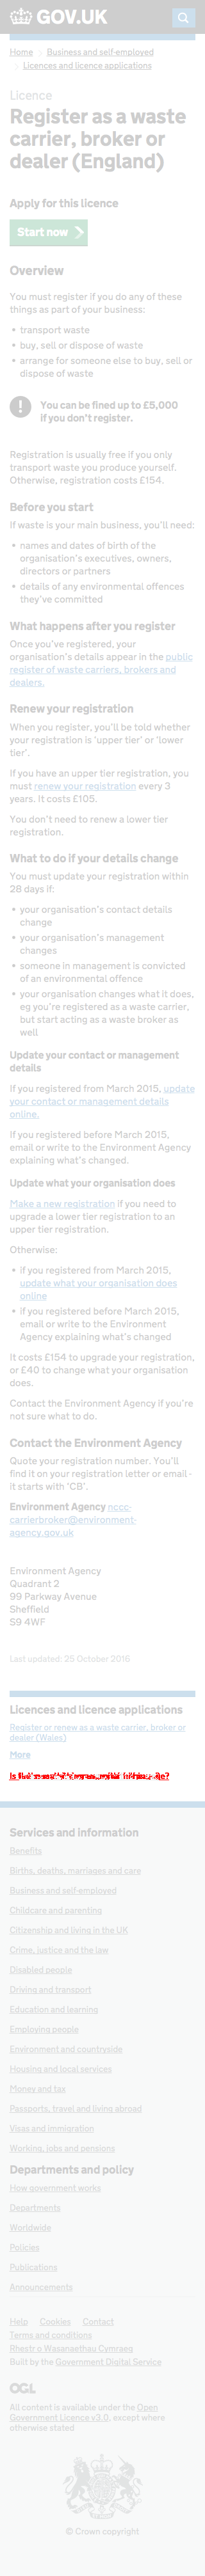 GOV.UK
Home
Business and self-employed
Licences and licence applications
Licence
Register as a waste
carrier, broker or
dealer (England)
Apply for this licence
Start now
Overview
You must register if you do any of these
things as part of your business:
• transport waste
• buy, sell or dispose of waste
• arrange for someone else to buy, sell or
dispose of waste
! You can be fined up to £5,000
if you don't register.
Registration is usually free if you only
transport waste you produce yourself.
Otherwise, registration costs £154.
Before you start
If waste is your main business, you'll need:
• names and dates of birth of the
organisation's executives, owners,
directors or partners
• details of any environmental offences
they've committed
What happens after you register
Once you've registered, your
organisation's details appear in the public
register of waste carriers, brokers and
dealers.
Renew your registration
When you register, you'll be told whether
your registration is 'upper tier' or 'lower
tier'.
If you have an upper tier registration, you
must renew your registration every 3
years. It costs £105.
You don't need to renew a lower tier
registration.
What to do if your details change
You must update your registration within
28 days if:
• your organisation's contact details
change
• your organisation's management
changes
• someone in management is convicted
of an environmental offence
• your organisation changes what it does,
eg you're registered as a waste carrier,
but start acting as a waste broker as
well
Update your contact or management
details
If you registered from March 2015, update
your contact or management details
online.
If you registered before March 2015,
email or write to the Environment Agency
explaining what's changed.
Update what your organisation does
Make a new registration if you need to
upgrade a lower tier registration to an
upper tier registration.
Otherwise:
• if you registered from March 2015,
update what your organisation does
online
• if you registered before March 2015,
email or write to the Environment
Agency explaining what's changed
It costs £154 to upgrade your registration,
or £40 to change what your organisation
does.
Contact the Environment Agency if you're
not sure what to do.
Contact the Environment Agency
Quote your registration number. You'll
find it on your registration letter or email -
it starts with 'CB'.
Environment Agency nccc-
carrierbroker@environment-
agency.gov.uk
Environment Agency
Quadrant 2
99 Parkway Avenue
Sheffield
S9 4WF
Last updated: 25 October 2016
Licences and licence applications
Register or renew as a waste carrier, broker or
dealer (Wales)
More
Services and information
Benefits
Births, deaths, marriages and care
Business and self-employed
Childcare and parenting
Citizenship and living in the UK
Crime, justice and the law
Disabled people
Driving and transport
Education and learning
Employing people
Environment and countryside
Housing and local services
Money and tax
Passports, travel and living abroad
Visas and immigration
Working, jobs and pensions
Departments and policy
How government works
Departments
Worldwide
Policies
Publications
Announcements
Help Cookies Contact
Terms and conditions
Rhestr o Wasanaethau Cymraeg
Built by the Government Digital Service
OGL
All content is available under the Open
Government Licence v3.0, except where
otherwise stated
© Crown copyright